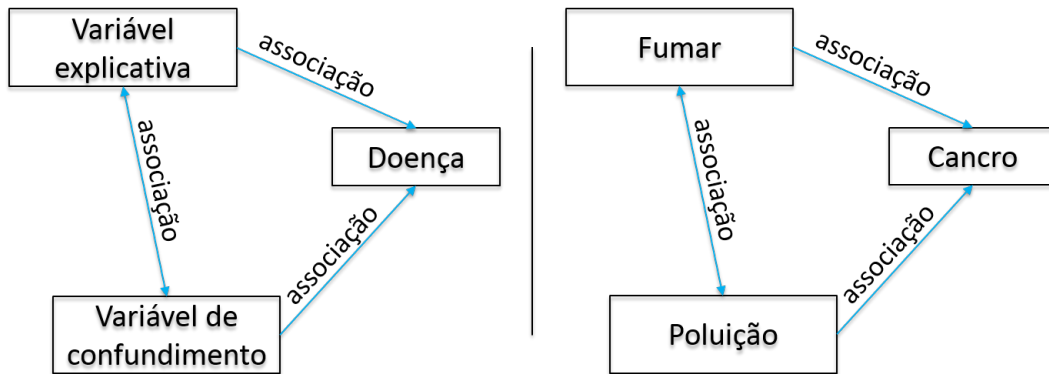 Variável
explicativa
associação
associação
Doença
associação
Variável de
confundimento
Fumar
associação
associação
Cancro
associação
Poluição